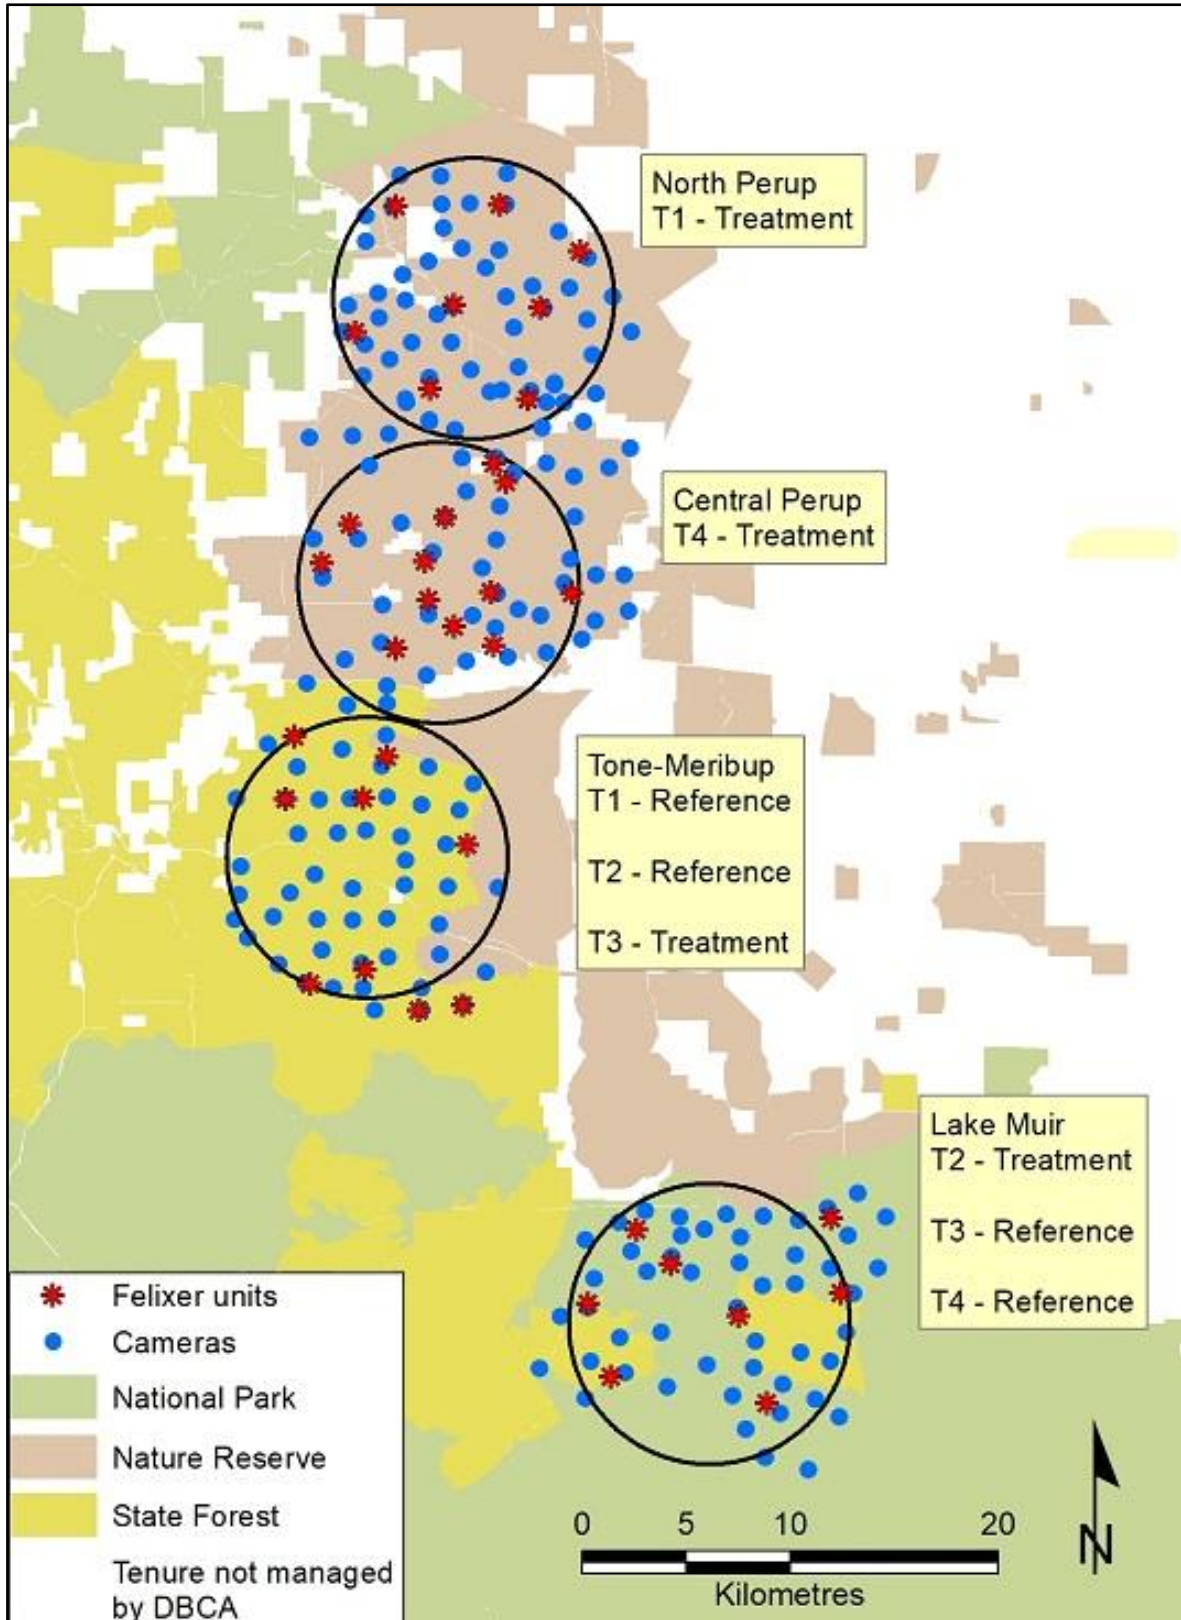 North Perup
T1 - Treatment
Central Perup
T4 - Treatment
Tone-Meribup
T1 - Reference
T2 - Reference
T3 - Treatment
Lake Muir
T2 - Treatment
T3 - Reference
T4 - Reference
Felixer units
Cameras
National Park
Nature Reserve
State Forest
Tenure not managed
by DBCA
0 5 10 20
Kilometres
N